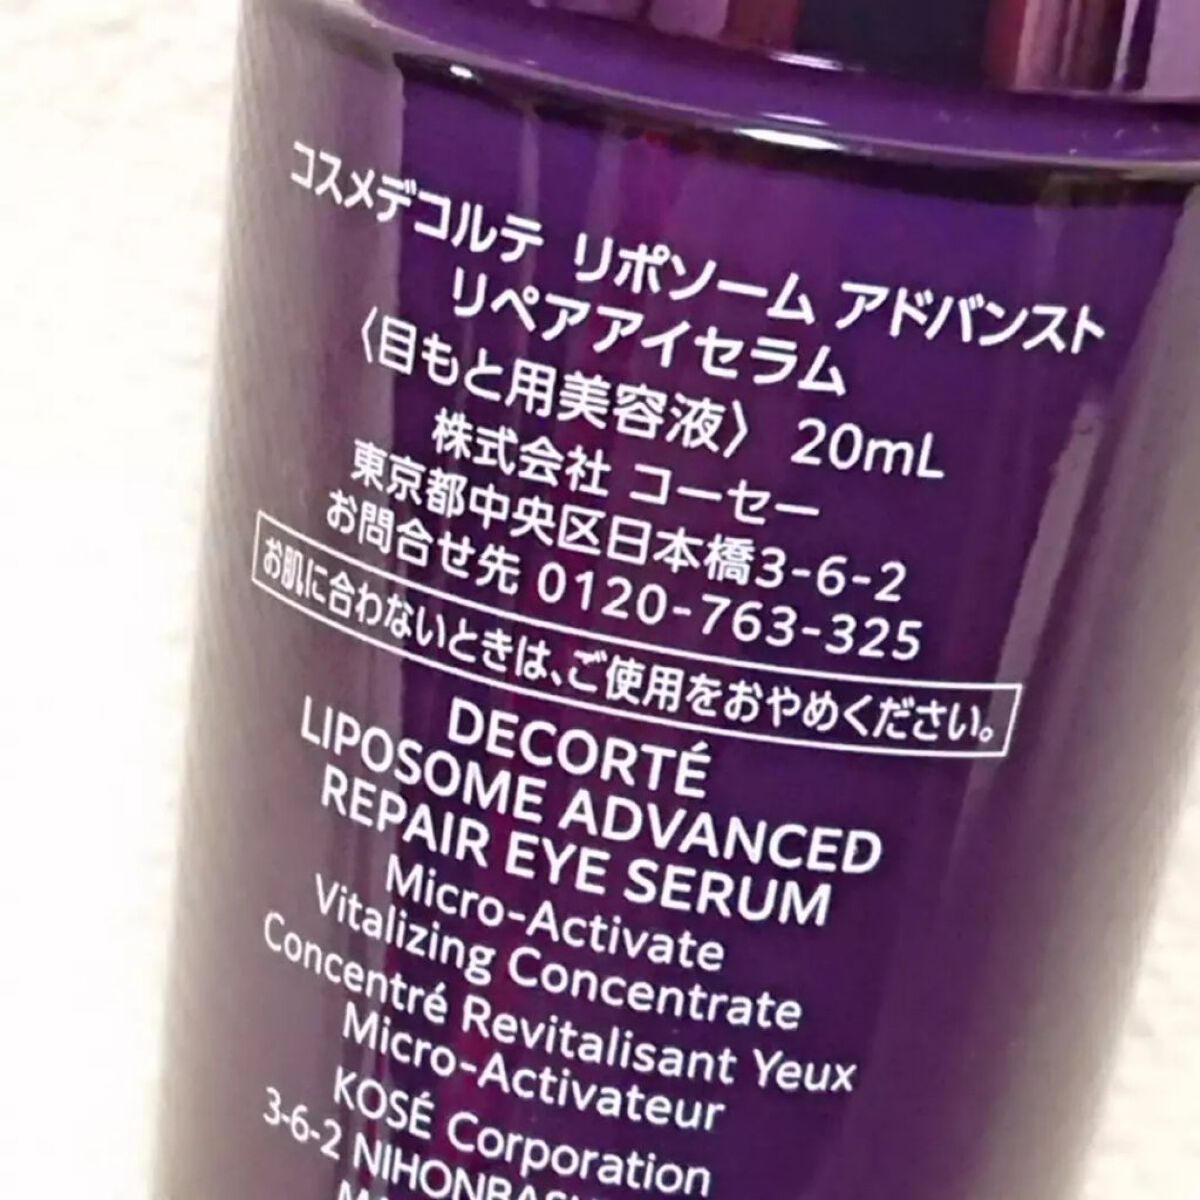 コスメデコルテ リポソーム アドバンスト
リペアアイセラム
〈目もと用美容液〉 20mL
株式会社 コーセー
東京都中央区日本橋3-6-2
お問合せ先 0120-763-325
お肌に合わないときは、ご使用をおやめください。
DECORTÉ
LIPOSOME ADVANCED
REPAIR EYE SERUM
Micro-Activate
Vitalizing Concentrate
Concentré Revitalisant Yeux
Micro-Activateur
KOSÉ Corporation
3-6-2